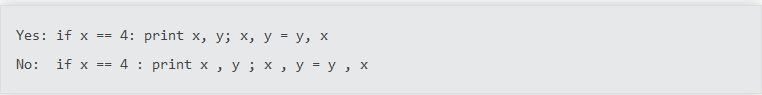 Yes: if x == 4: print x, y; x, y = y, x
No:  if x == 4 : print x , y ; x , y = y , x